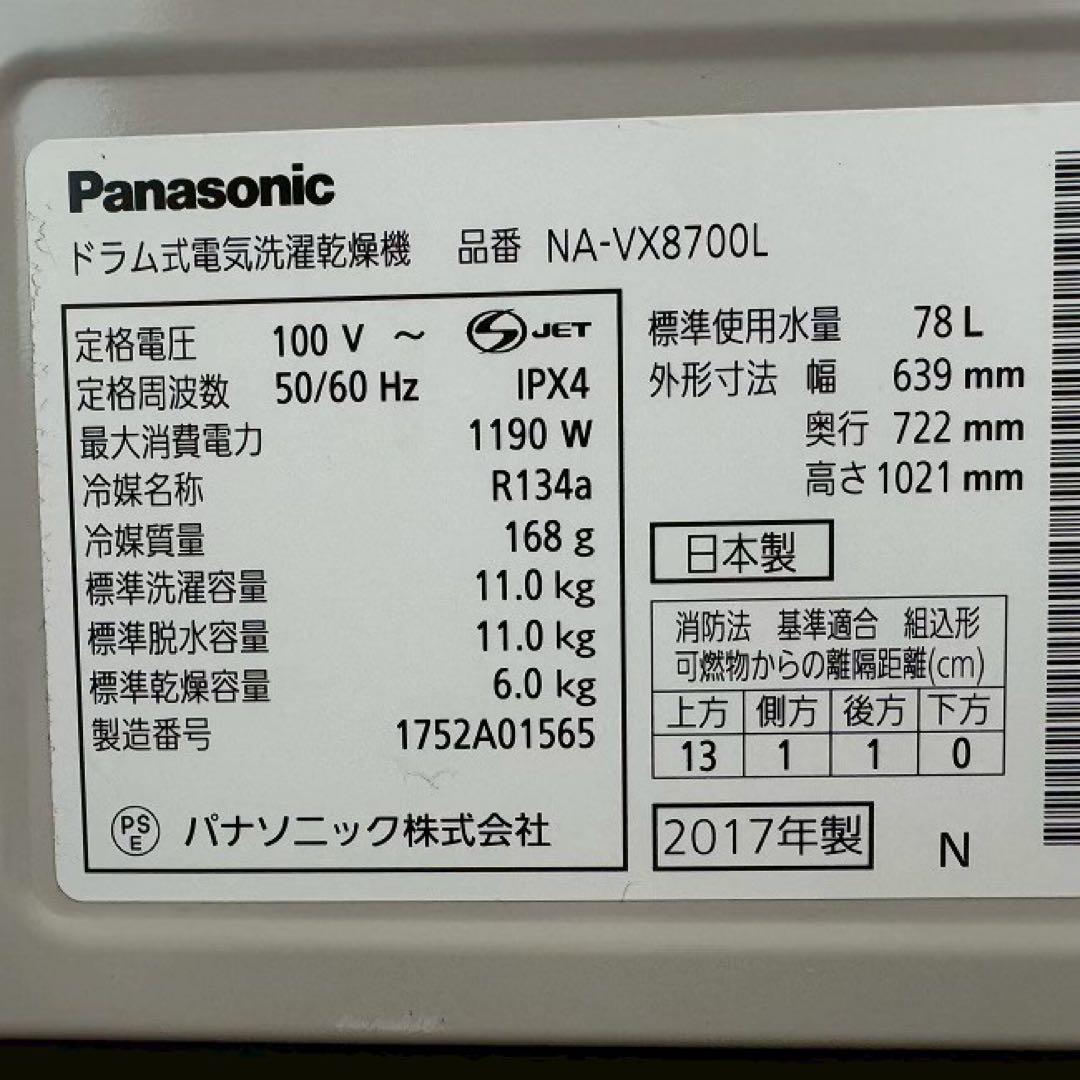 Panasonic
ドラム式電気洗濯乾燥機 品番 NA-VX8700L
定格電圧 100 V ～ JET
定格周波数 50/60 Hz IPX4
最大消費電力 1190 W
冷媒名称 R134a
冷媒質量 168 g
標準洗濯容量 11.0 kg
標準脱水容量 11.0 kg
標準乾燥容量 6.0 kg
製造番号 1752A01565
PSE パナソニック株式会社
標準使用水量 78 L
外形寸法 幅 639 mm
奥行 722 mm
高さ 1021 mm
日本製
消防法 基準適合 組込形
可燃物からの離隔距離(cm)
上方 側方 後方 下方
13 1 1 0
2017年製 N